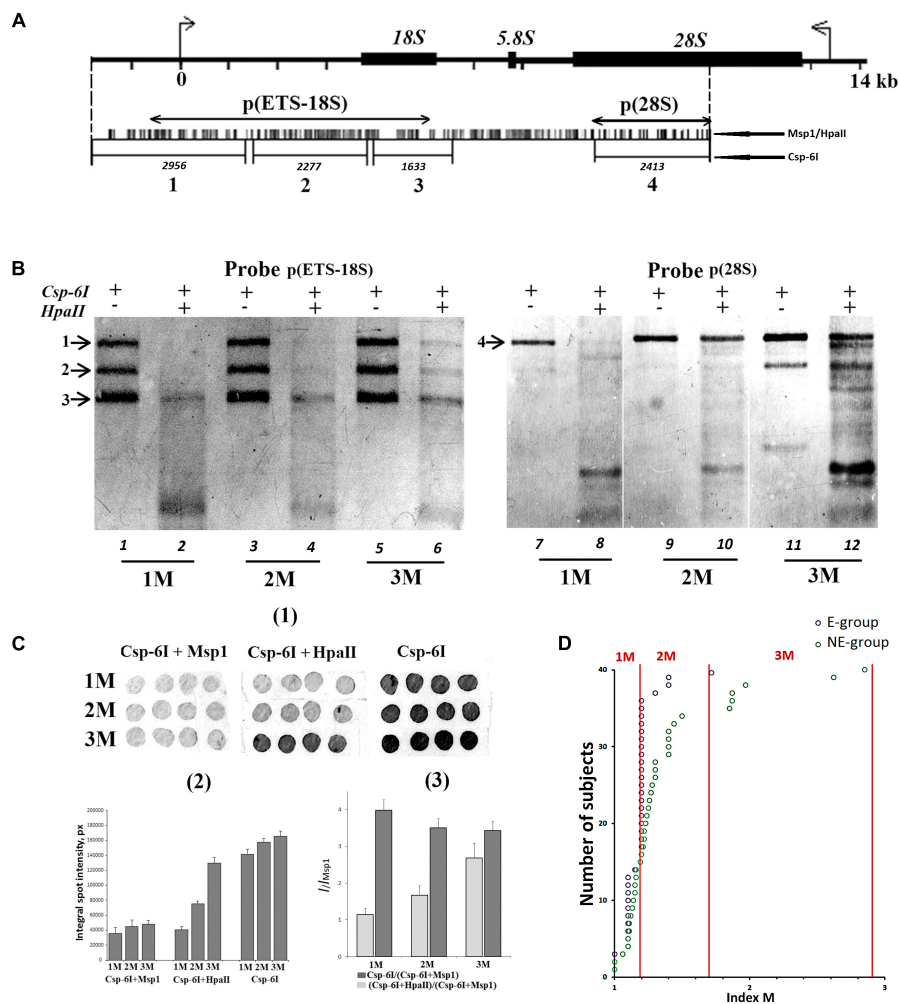 A
18S 5.8S 28S
0 14 kb
p(ETS-18S) p(28S)
Msp1/HpaII
Csp-6I
2956 2277 1633 2413
1 2 3 4
B
Probe p(ETS-18S) Probe p(28S)
Csp-6I + + + + + + + + + + + +
HpaII - + - + - + - + - + - +
1
2
3
4
1 2 3 4 5 6 7 8 9 10 11 12
1M 2M 3M 1M 2M 3M
(1)
C
Csp-6I + Msp1 Csp-6I + HpaII Csp-6I
1M
2M
3M
(2) (3)
Integral spot intensity, px
200000
180000
160000
140000
120000
100000
80000
60000
40000
20000
0
1M 2M 3M 1M 2M 3M 1M 2M 3M
Csp-6I+Msp1 Csp-6I+HpaII Csp-6I
I/IMsp1
4
2
0
1M 2M 3M
Csp-6I/(Csp-6I+Msp1)
(Csp-6I+HpaII)/(Csp-6I+Msp1)
D
E-group
NE-group
1M 2M 3M
Number of subjects
40
30
20
10
0
1 2 3
Index M